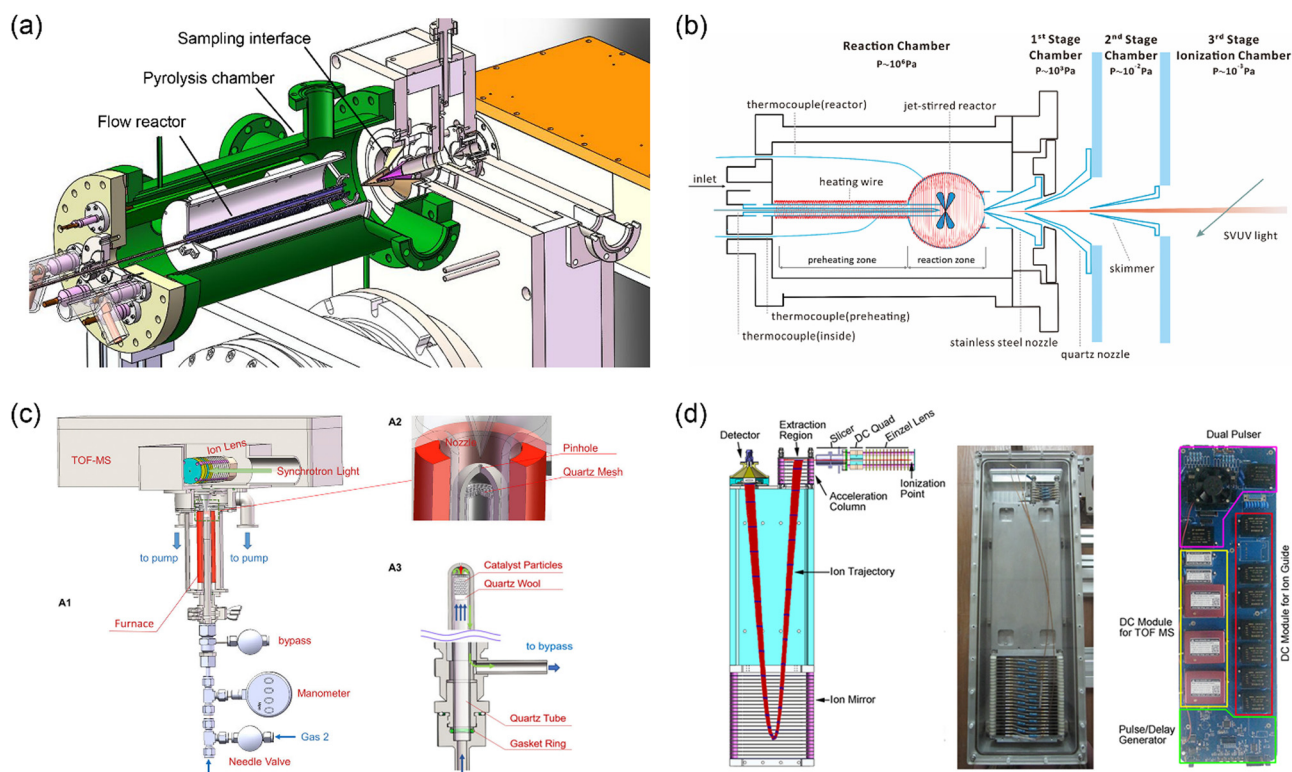 (a)
Sampling interface
Pyrolysis chamber
Flow reactor
(b)
Reaction Chamber
P~10⁶Pa
1st Stage
Chamber
P~10³Pa
2nd Stage
Chamber
P~10⁻²Pa
3rd Stage
Ionization Chamber
P~10⁻³Pa
thermocouple(reactor)
jet-stirred reactor
inlet
heating wire
SVUV light
preheating zone
reaction zone
skimmer
thermocouple(preheating)
thermocouple(inside)
stainless steel nozzle
quartz nozzle
(c)
TOF-MS
Ion Lens
Synchrotron Light
to pump
to pump
A1
Furnace
bypass
Manometer
Gas 2
Needle Valve
A2
Nozzle
Pinhole
Quartz Mesh
A3
Catalyst Particles
Quartz Wool
to bypass
Quartz Tube
Gasket Ring
(d)
Detector
Extraction
Region
Slicer
DC Quad
Einzel Lens
Ionization
Point
Acceleration
Column
Ion Trajectory
Ion Mirror
Dual Pulser
DC Module
for TOF MS
DC Module for Ion Guide
Pulse/Delay
Generator